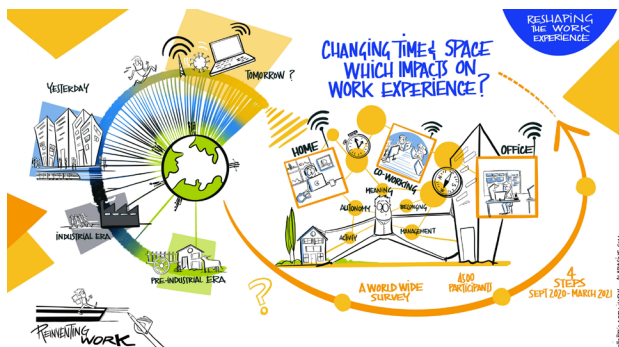 RESHAPING
THE WORK
EXPERIENCE
CHANGING TIME & SPACE
WHICH IMPACTS ON
WORK EXPERIENCE?
YESTERDAY
TOMORROW ?
INDUSTRIAL ERA
PRE-INDUSTRIAL ERA
REINVENTING WORK
HOME
CO-WORKING
OFFICE
MEANING
AUTONOMY
BELONGING
ACTIVITY
MANAGEMENT
?
A WORLD WIDE
SURVEY
PARTICIPANTS
4
STEPS
SEPT 2020 - MARCH 2021